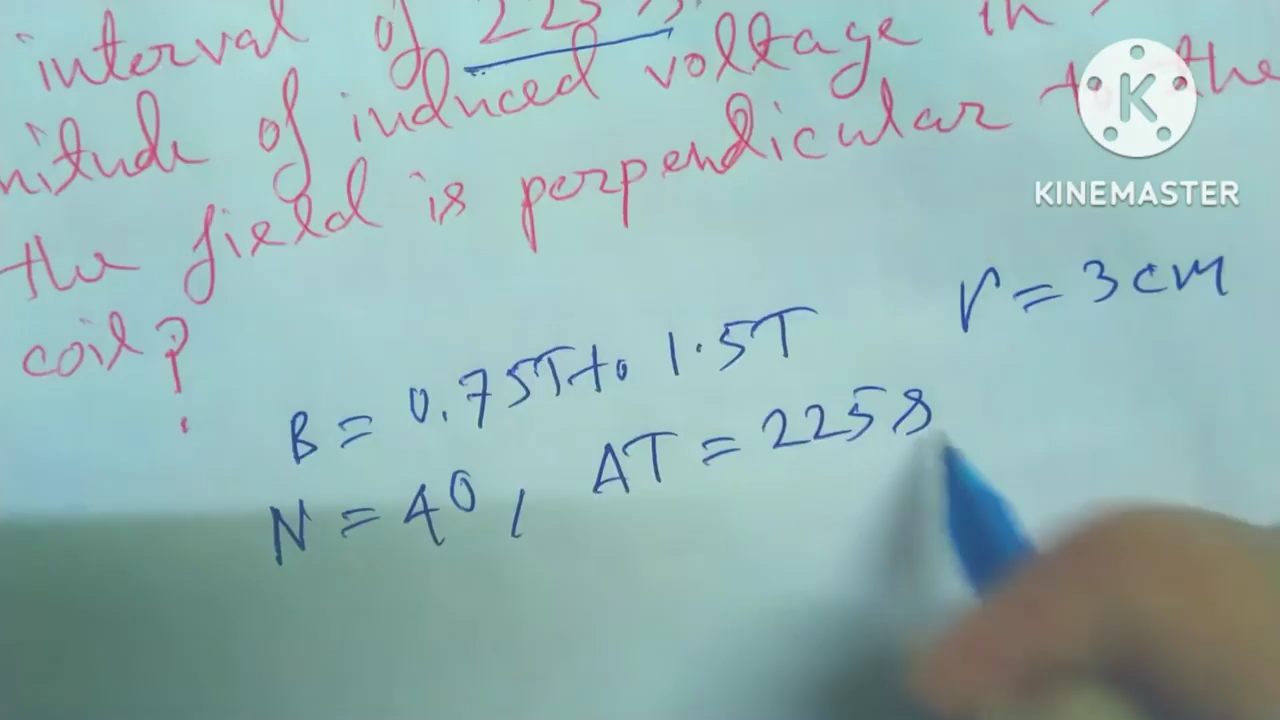 interval of 225 s.
nitude of induced voltage in
the field is perpendicular to the
coil?
B = 0.75T to 1.5T
r = 3cm
N = 40, ΔT = 225s
K
KINEMASTER